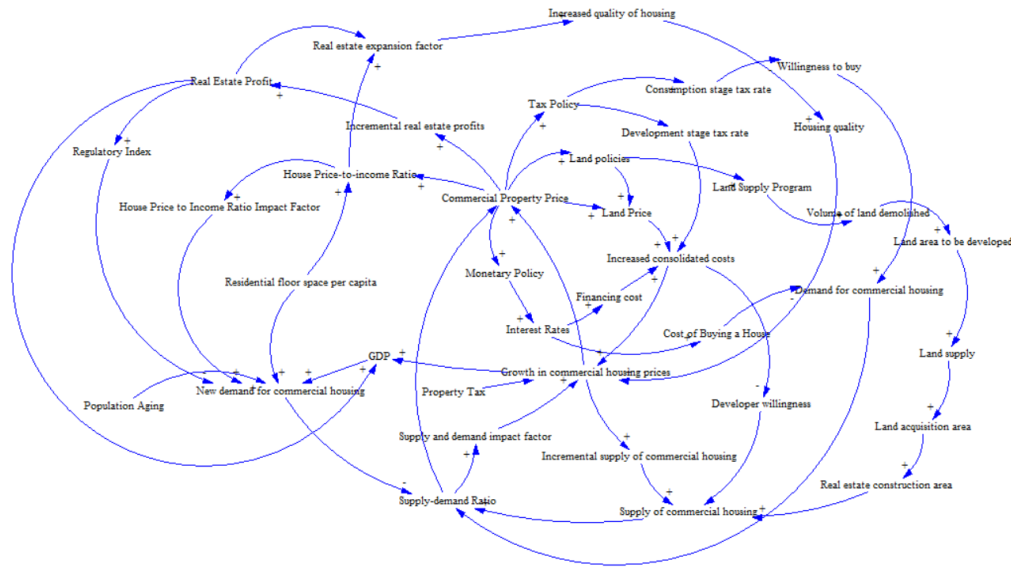 Increased quality of housing
Real estate expansion factor
Willingness to buy
Real Estate Profit
Consumption stage tax rate
Tax Policy
Incremental real estate profits
Development stage tax rate
Housing quality
Regulatory Index
Land policies
House Price-to-income Ratio
Land Supply Program
Commercial Property Price
House Price to Income Ratio Impact Factor
Land Price
Volume of land demolished
Land area to be developed
Increased consolidated costs
Monetary Policy
Residential floor space per capita
Demand for commercial housing
Financing cost
Interest Rates
Cost of Buying a House
GDP
Land supply
Growth in commercial housing prices
New demand for commercial housing
Property Tax
Population Aging
Developer willingness
Land acquisition area
Supply and demand impact factor
Incremental supply of commercial housing
Real estate construction area
Supply-demand Ratio
Supply of commercial housing